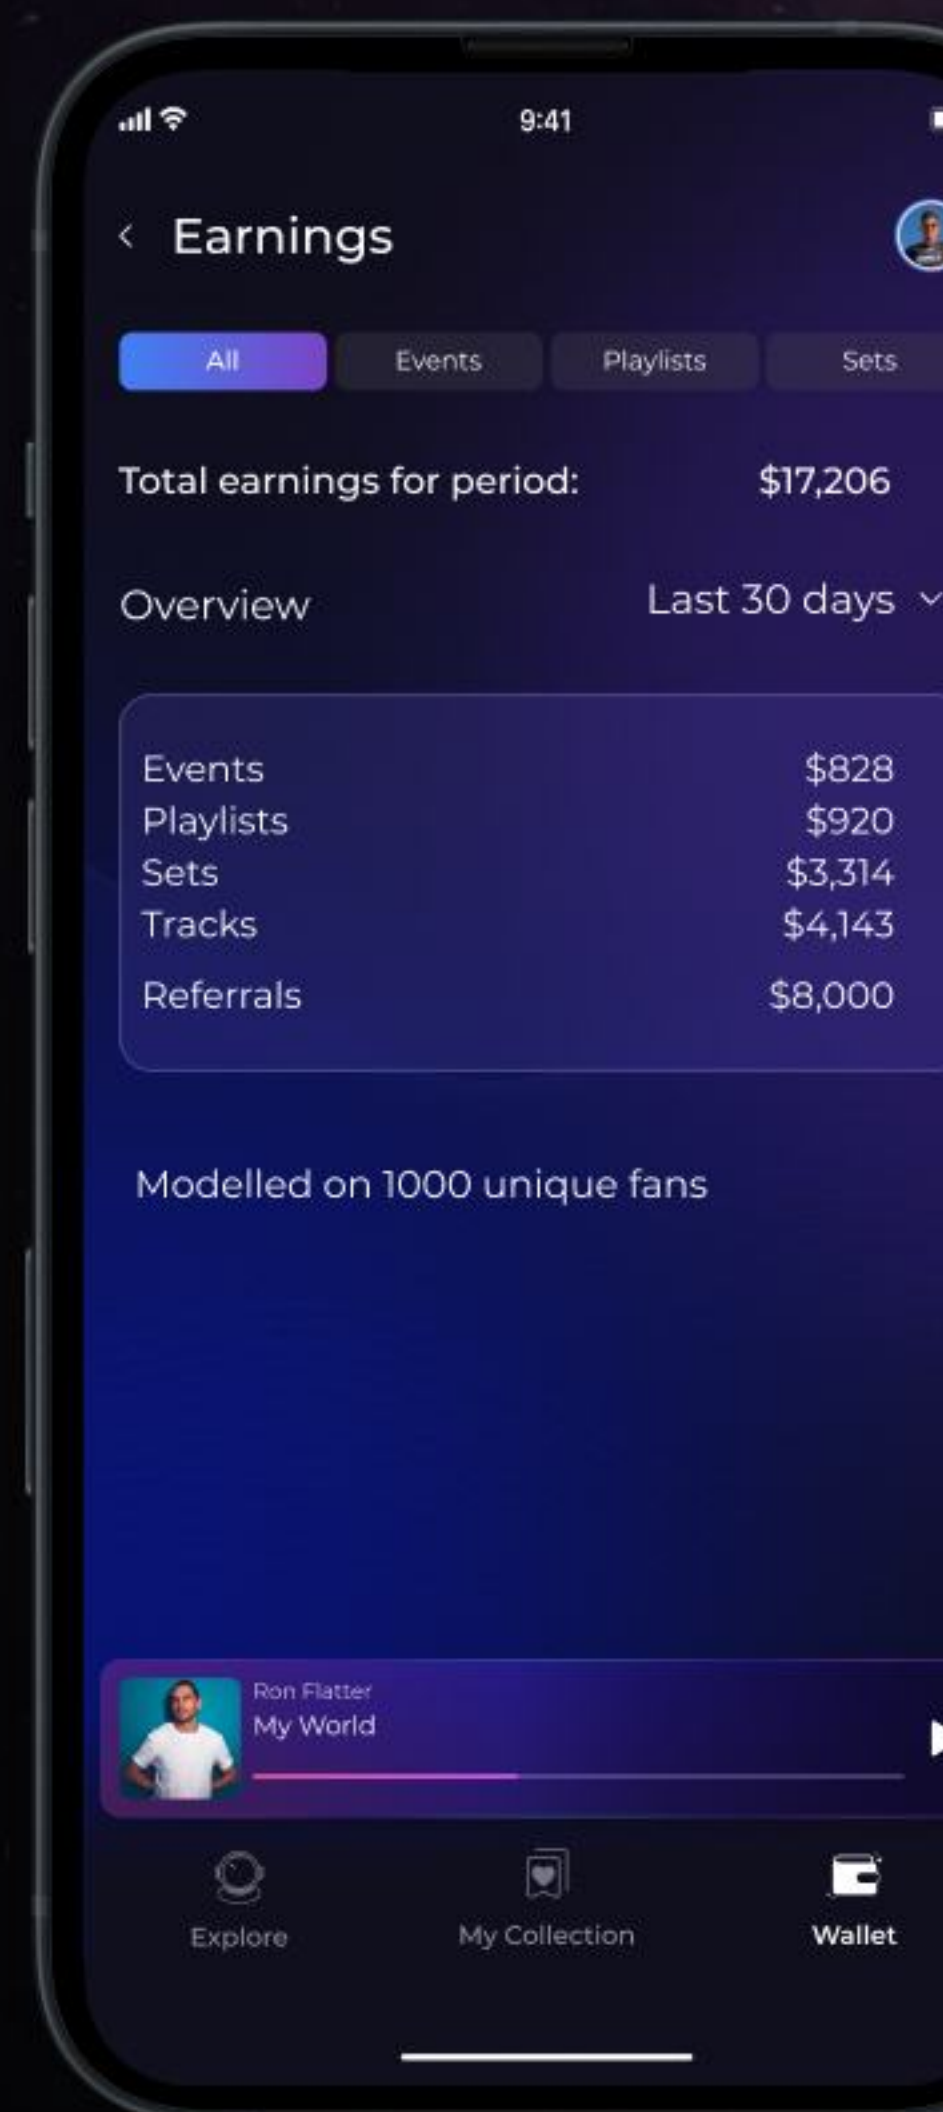 9:41
Earnings
All Events Playlists Sets
Total earnings for period: $17,206
Overview Last 30 days
Events $828
Playlists $920
Sets $3,314
Tracks $4,143
Referrals $8,000
Modelled on 1000 unique fans
Ron Flatter
My World
Explore My Collection Wallet